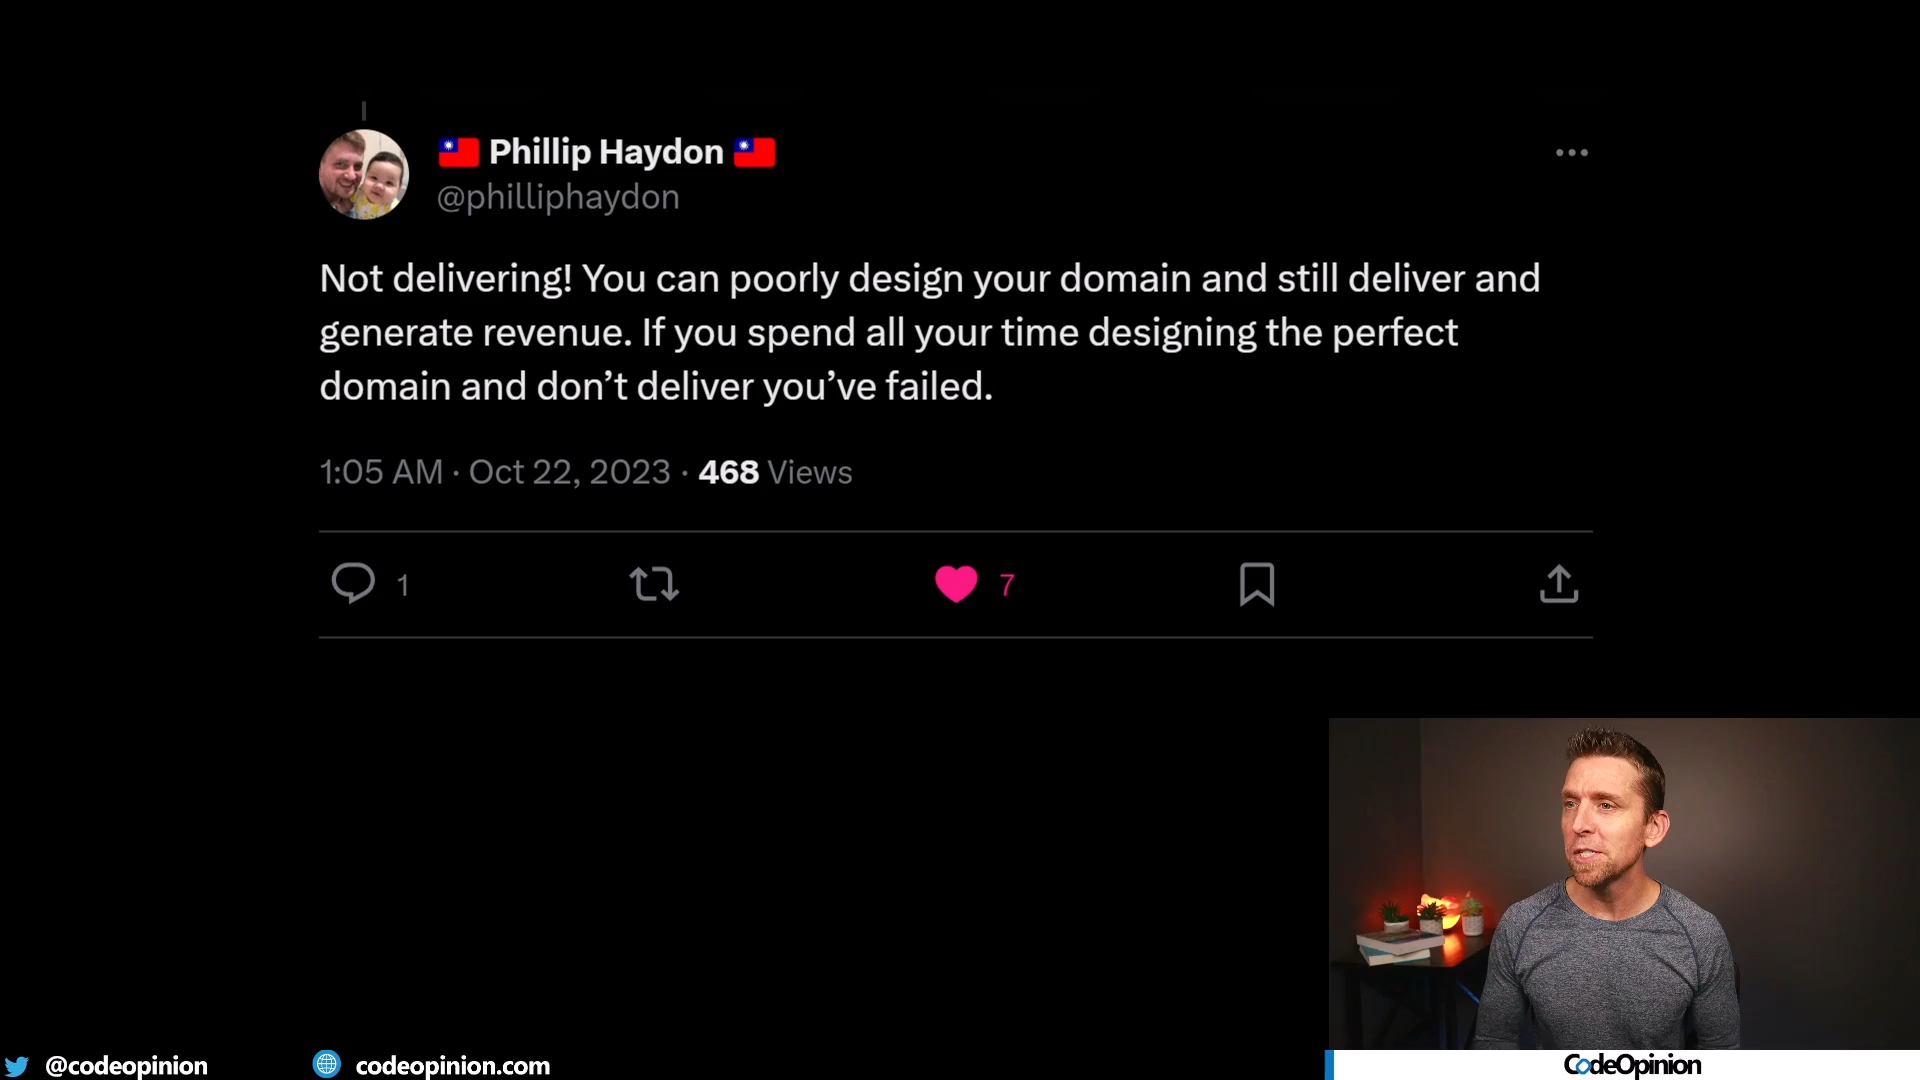 🇹🇼 Phillip Haydon 🇹🇼
@philliphaydon
Not delivering! You can poorly design your domain and still deliver and
generate revenue. If you spend all your time designing the perfect
domain and don’t deliver you’ve failed.
1:05 AM · Oct 22, 2023 · 468 Views
1 7
@codeopinion codeopinion.com CodeOpinion